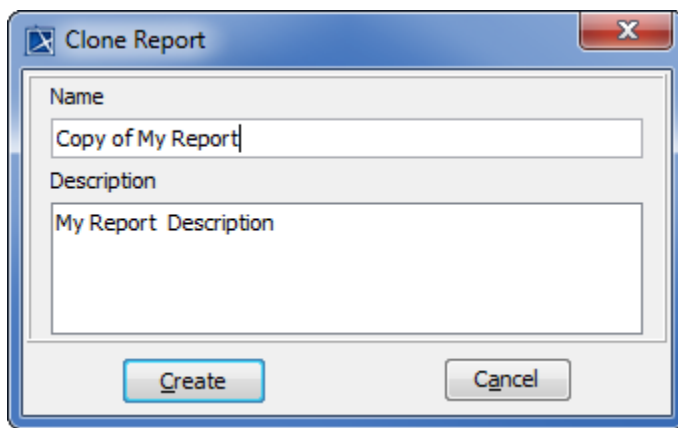 Clone Report
Name
Copy of My Report
Description
My Report  Description
Create
Cancel